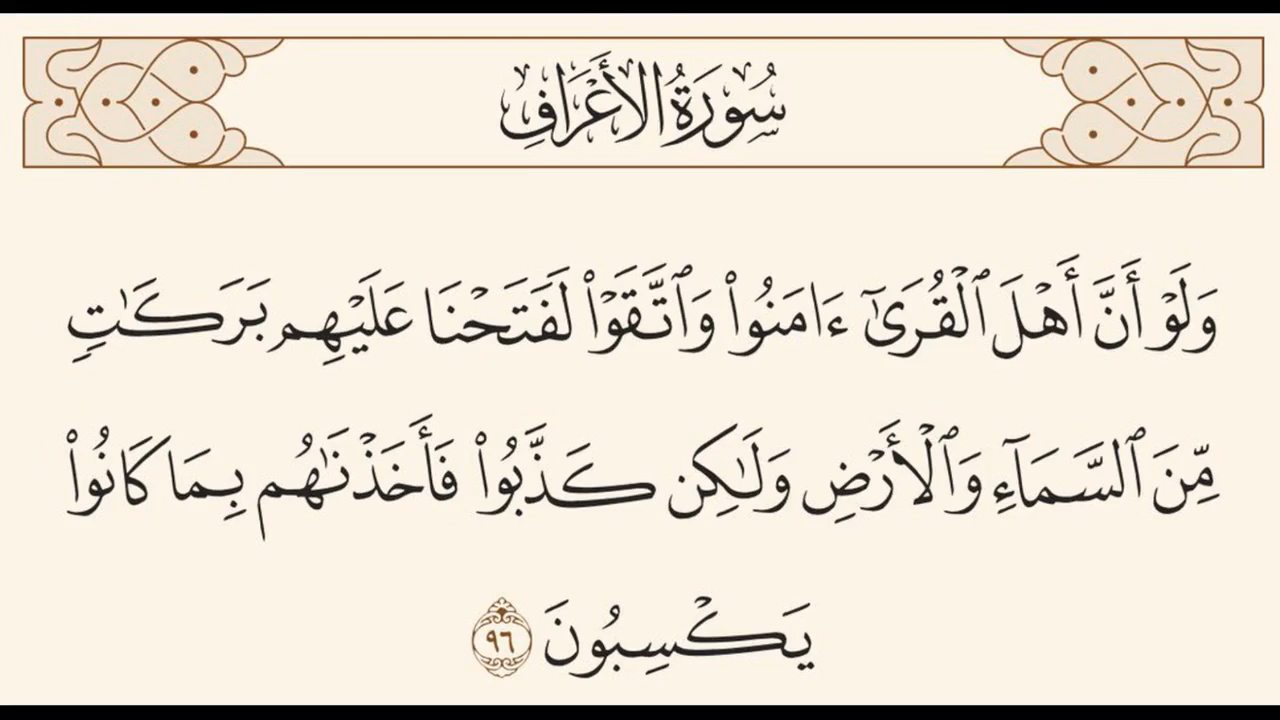 سُورَةُ الأَعْرَافِ
وَلَوْ أَنَّ أَهْلَ ٱلْقُرَىٰٓ ءَامَنُوا۟ وَٱتَّقَوْا۟ لَفَتَحْنَا عَلَيْهِم بَرَكَـٰتٍ
مِّنَ ٱلسَّمَآءِ وَٱلْأَرْضِ وَلَـٰكِن كَذَّبُوا۟ فَأَخَذْنَـٰهُم بِمَا كَانُوا۟
يَكْسِبُونَ ٩٦